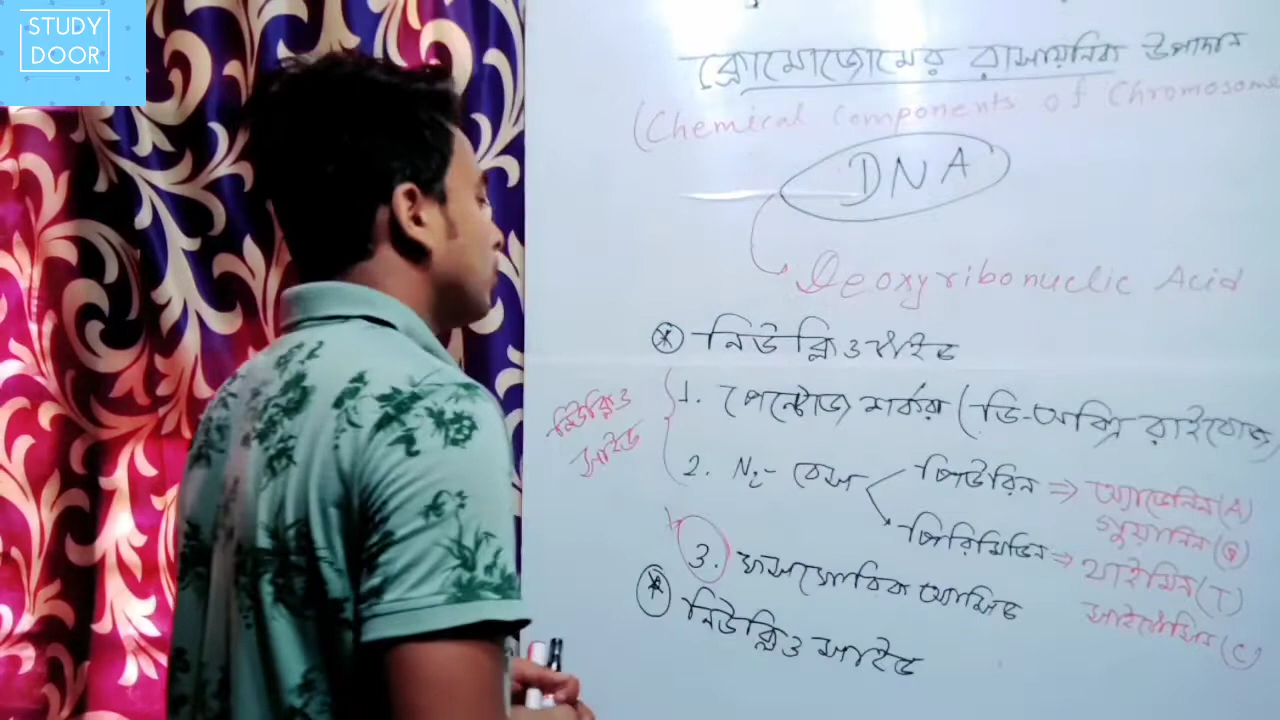 STUDY
DOOR
ক্রোমোজোমের রাসায়নিক উপাদান
(Chemical Components of Chromosome
DNA
Deoxyribonuclic Acid
নিউক্লিওটাইড
1. পেন্টোজ শর্করা (ডি-অক্সি রাইবোজ)
নিউক্লিও
সাইড
2. N₂- বেস
পিউরিন ⇒ অ্যাডেনিন (A)
গুয়ানিন (G)
পিরিমিডিন ⇒ থাইমিন (T)
সাইটোসিন (C)
3. ফসফোরিক অ্যাসিড
নিউক্লিওসাইড